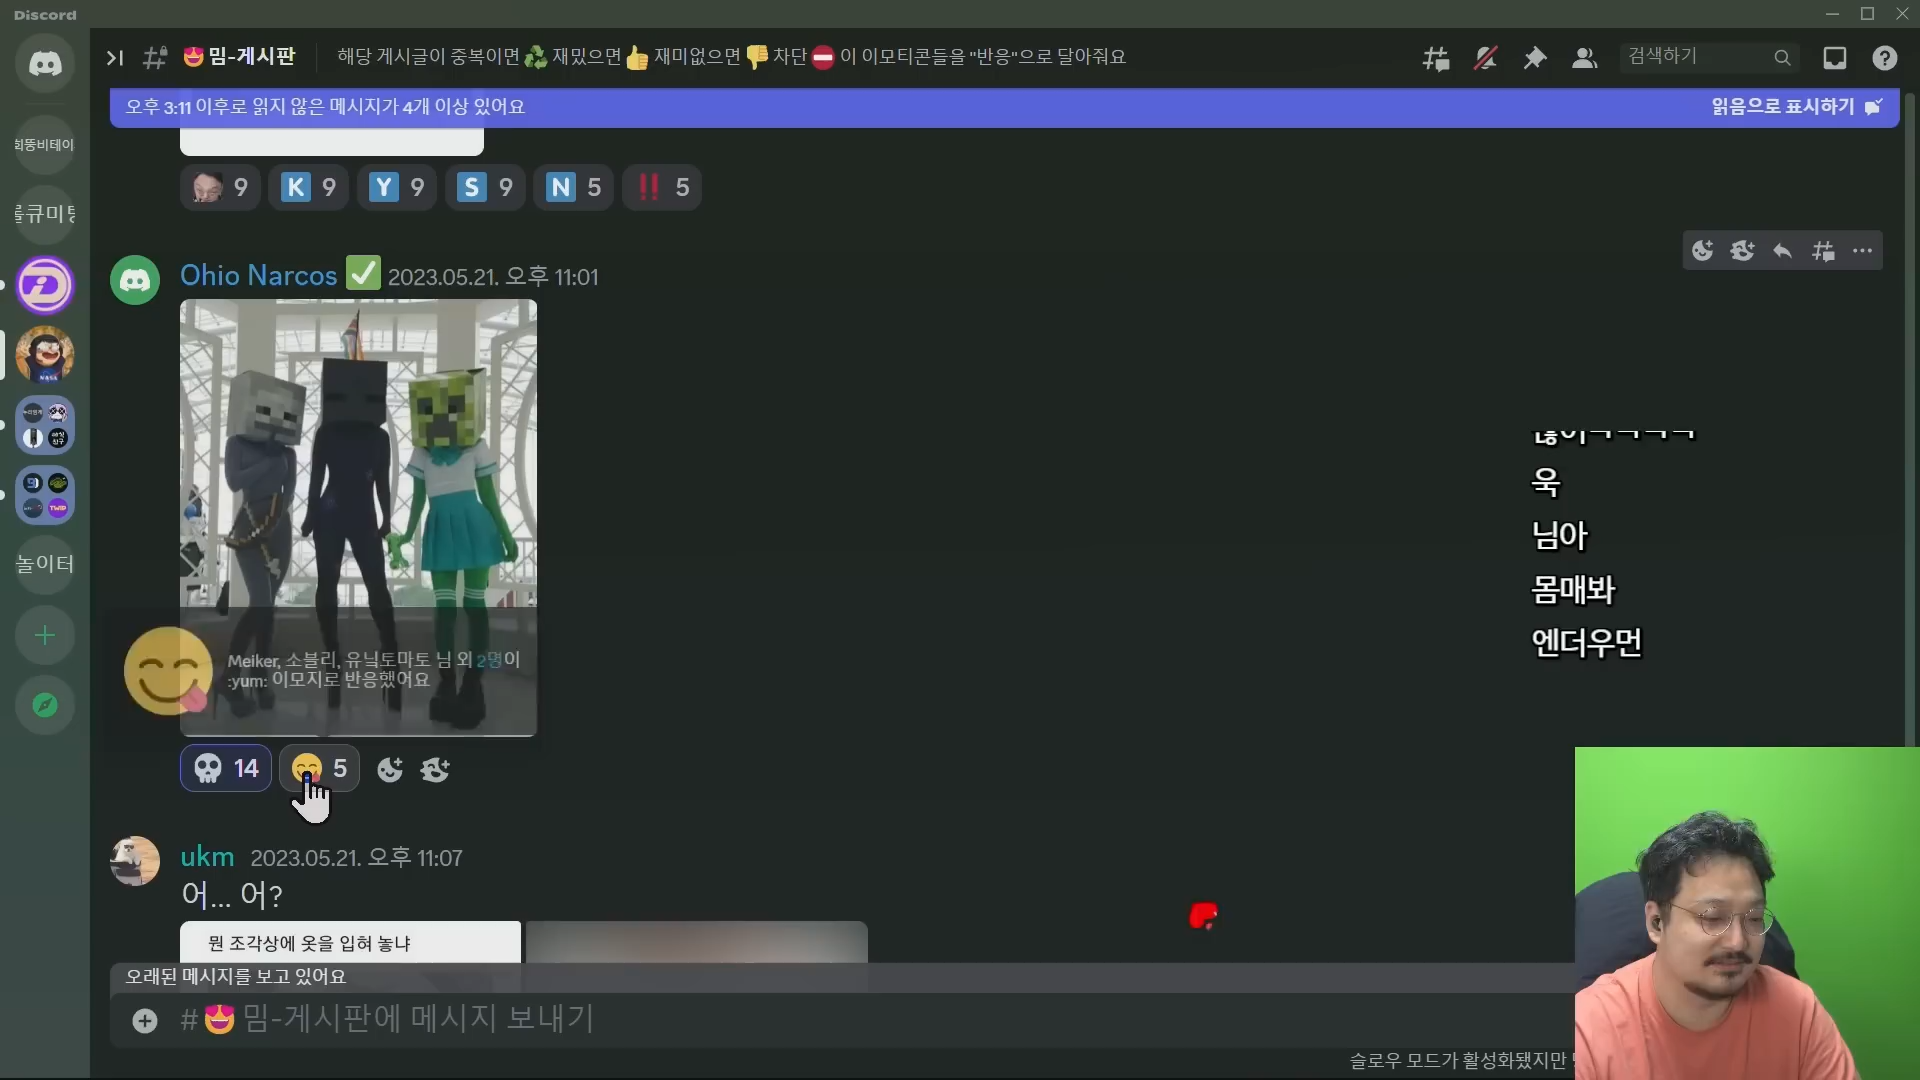 Discord
😍밈-게시판
해당 게시글이 중복이면♻️재밌으면👍재미없으면👎차단⛔이 이모티콘들을 "반응"으로 달아줘요
검색하기
오후 3:11 이후로 읽지 않은 메시지가 4개 이상 있어요
읽음으로 표시하기
9
K 9
Y 9
S 9
N 5
‼ 5
Ohio Narcos ✅ 2023.05.21. 오후 11:01
욱
님아
몸매봐
엔더우먼
Meiker, 소블리, 유닠토마토 님 외 2명이
:yum: 이모지로 반응했어요
14
5
ukm 2023.05.21. 오후 11:07
어... 어?
뭔 조각상에 옷을 입혀 놓냐
오래된 메시지를 보고 있어요
#😍밈-게시판에 메시지 보내기
슬로우 모드가 활성화됐지만
놀이터
NASA
TWID